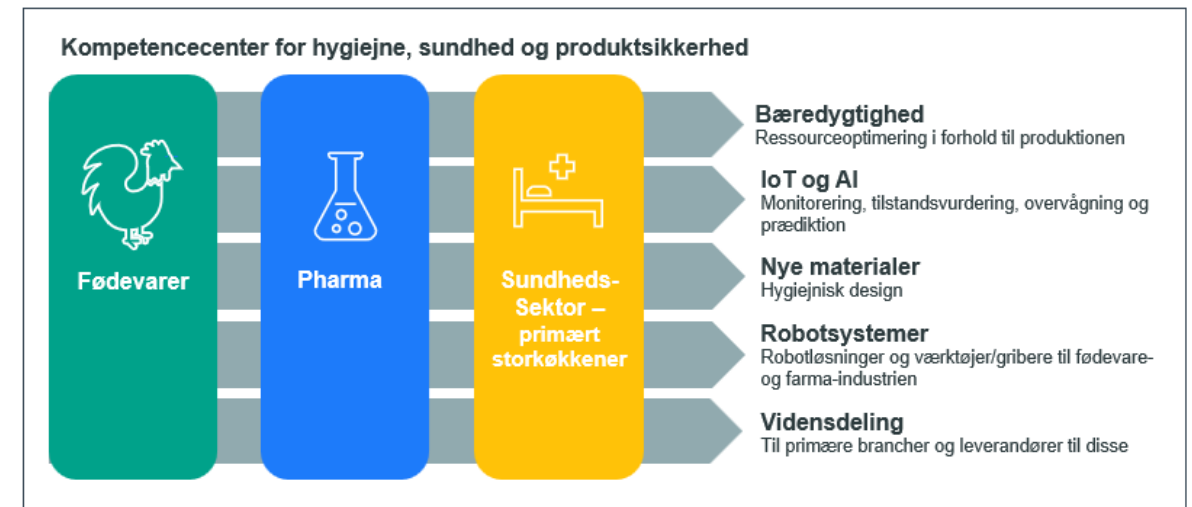 Kompetencecenter for hygiejne, sundhed og produktsikkerhed
Fødevarer
Pharma
Sundheds-
Sektor –
primært
storkøkkener
Bæredygtighed
Ressourceoptimering i forhold til produktionen
IoT og AI
Monitorering, tilstandsvurdering, overvågning og
prædiktion
Nye materialer
Hygiejnisk design
Robotsystemer
Robotløsninger og værktøjer/gribere til fødevare-
og farma-industrien
Vidensdeling
Til primære brancher og leverandører til disse